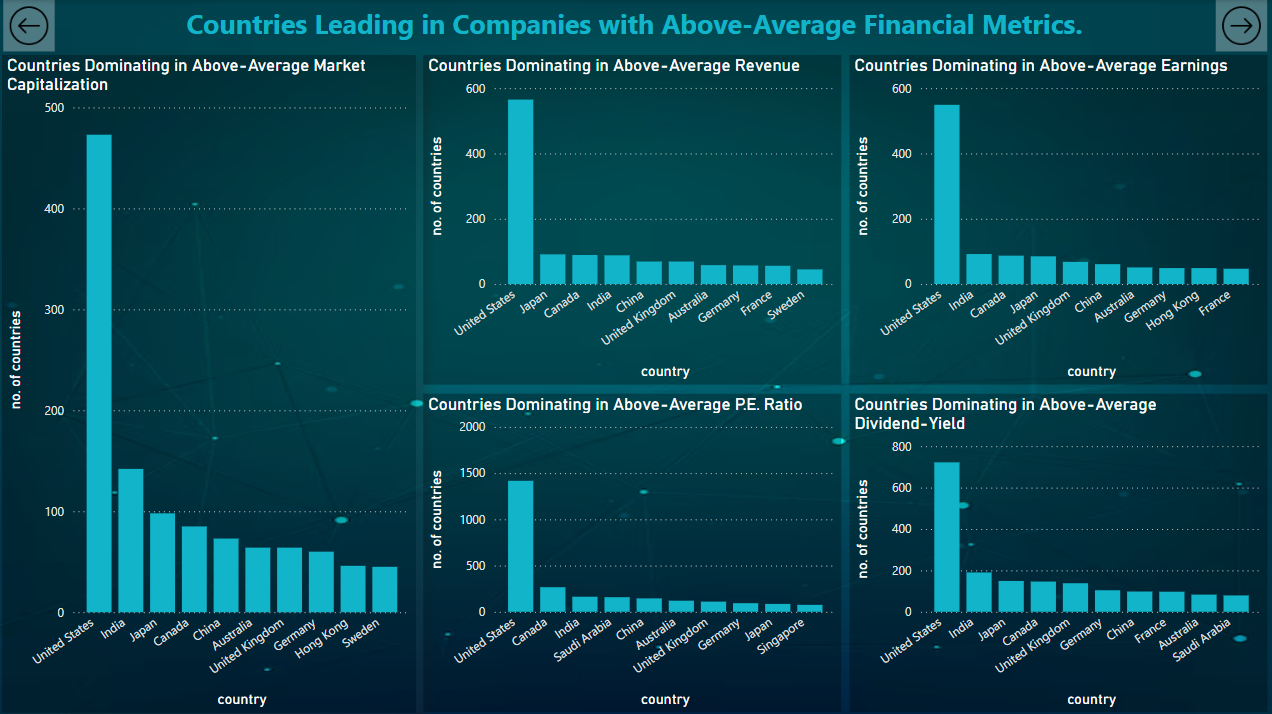 Countries Leading in Companies with Above-Average Financial Metrics.
Countries Dominating in Above-Average Market
Capitalization
no. of countries
500
400
300
200
100
0
United States
India
Japan
Canada
China
Australia
United Kingdom
Germany
Hong Kong
Sweden
country
Countries Dominating in Above-Average Revenue
no. of countries
600
400
200
0
United States
Japan
Canada
India
China
United Kingdom
Australia
Germany
France
Sweden
country
Countries Dominating in Above-Average Earnings
no. of countries
600
400
200
0
United States
India
Canada
Japan
United Kingdom
China
Australia
Germany
Hong Kong
France
country
Countries Dominating in Above-Average P.E. Ratio
no. of countries
2000
1500
1000
500
0
United States
Canada
India
Saudi Arabia
China
Australia
United Kingdom
Germany
Japan
Singapore
country
Countries Dominating in Above-Average
Dividend-Yield
no. of countries
800
600
400
200
0
United States
India
Japan
Canada
United Kingdom
Germany
China
France
Australia
Saudi Arabia
country